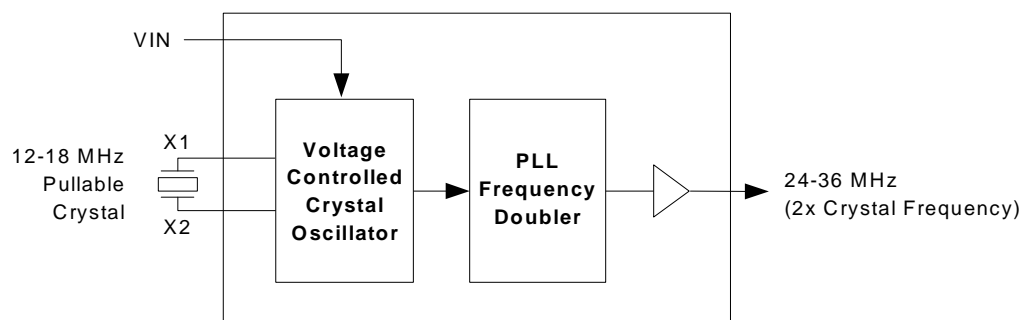 VIN
X1
12-18 MHz
Pullable
Crystal
X2
Voltage
Controlled
Crystal
Oscillator
PLL
Frequency
Doubler
24-36 MHz
(2x Crystal Frequency)